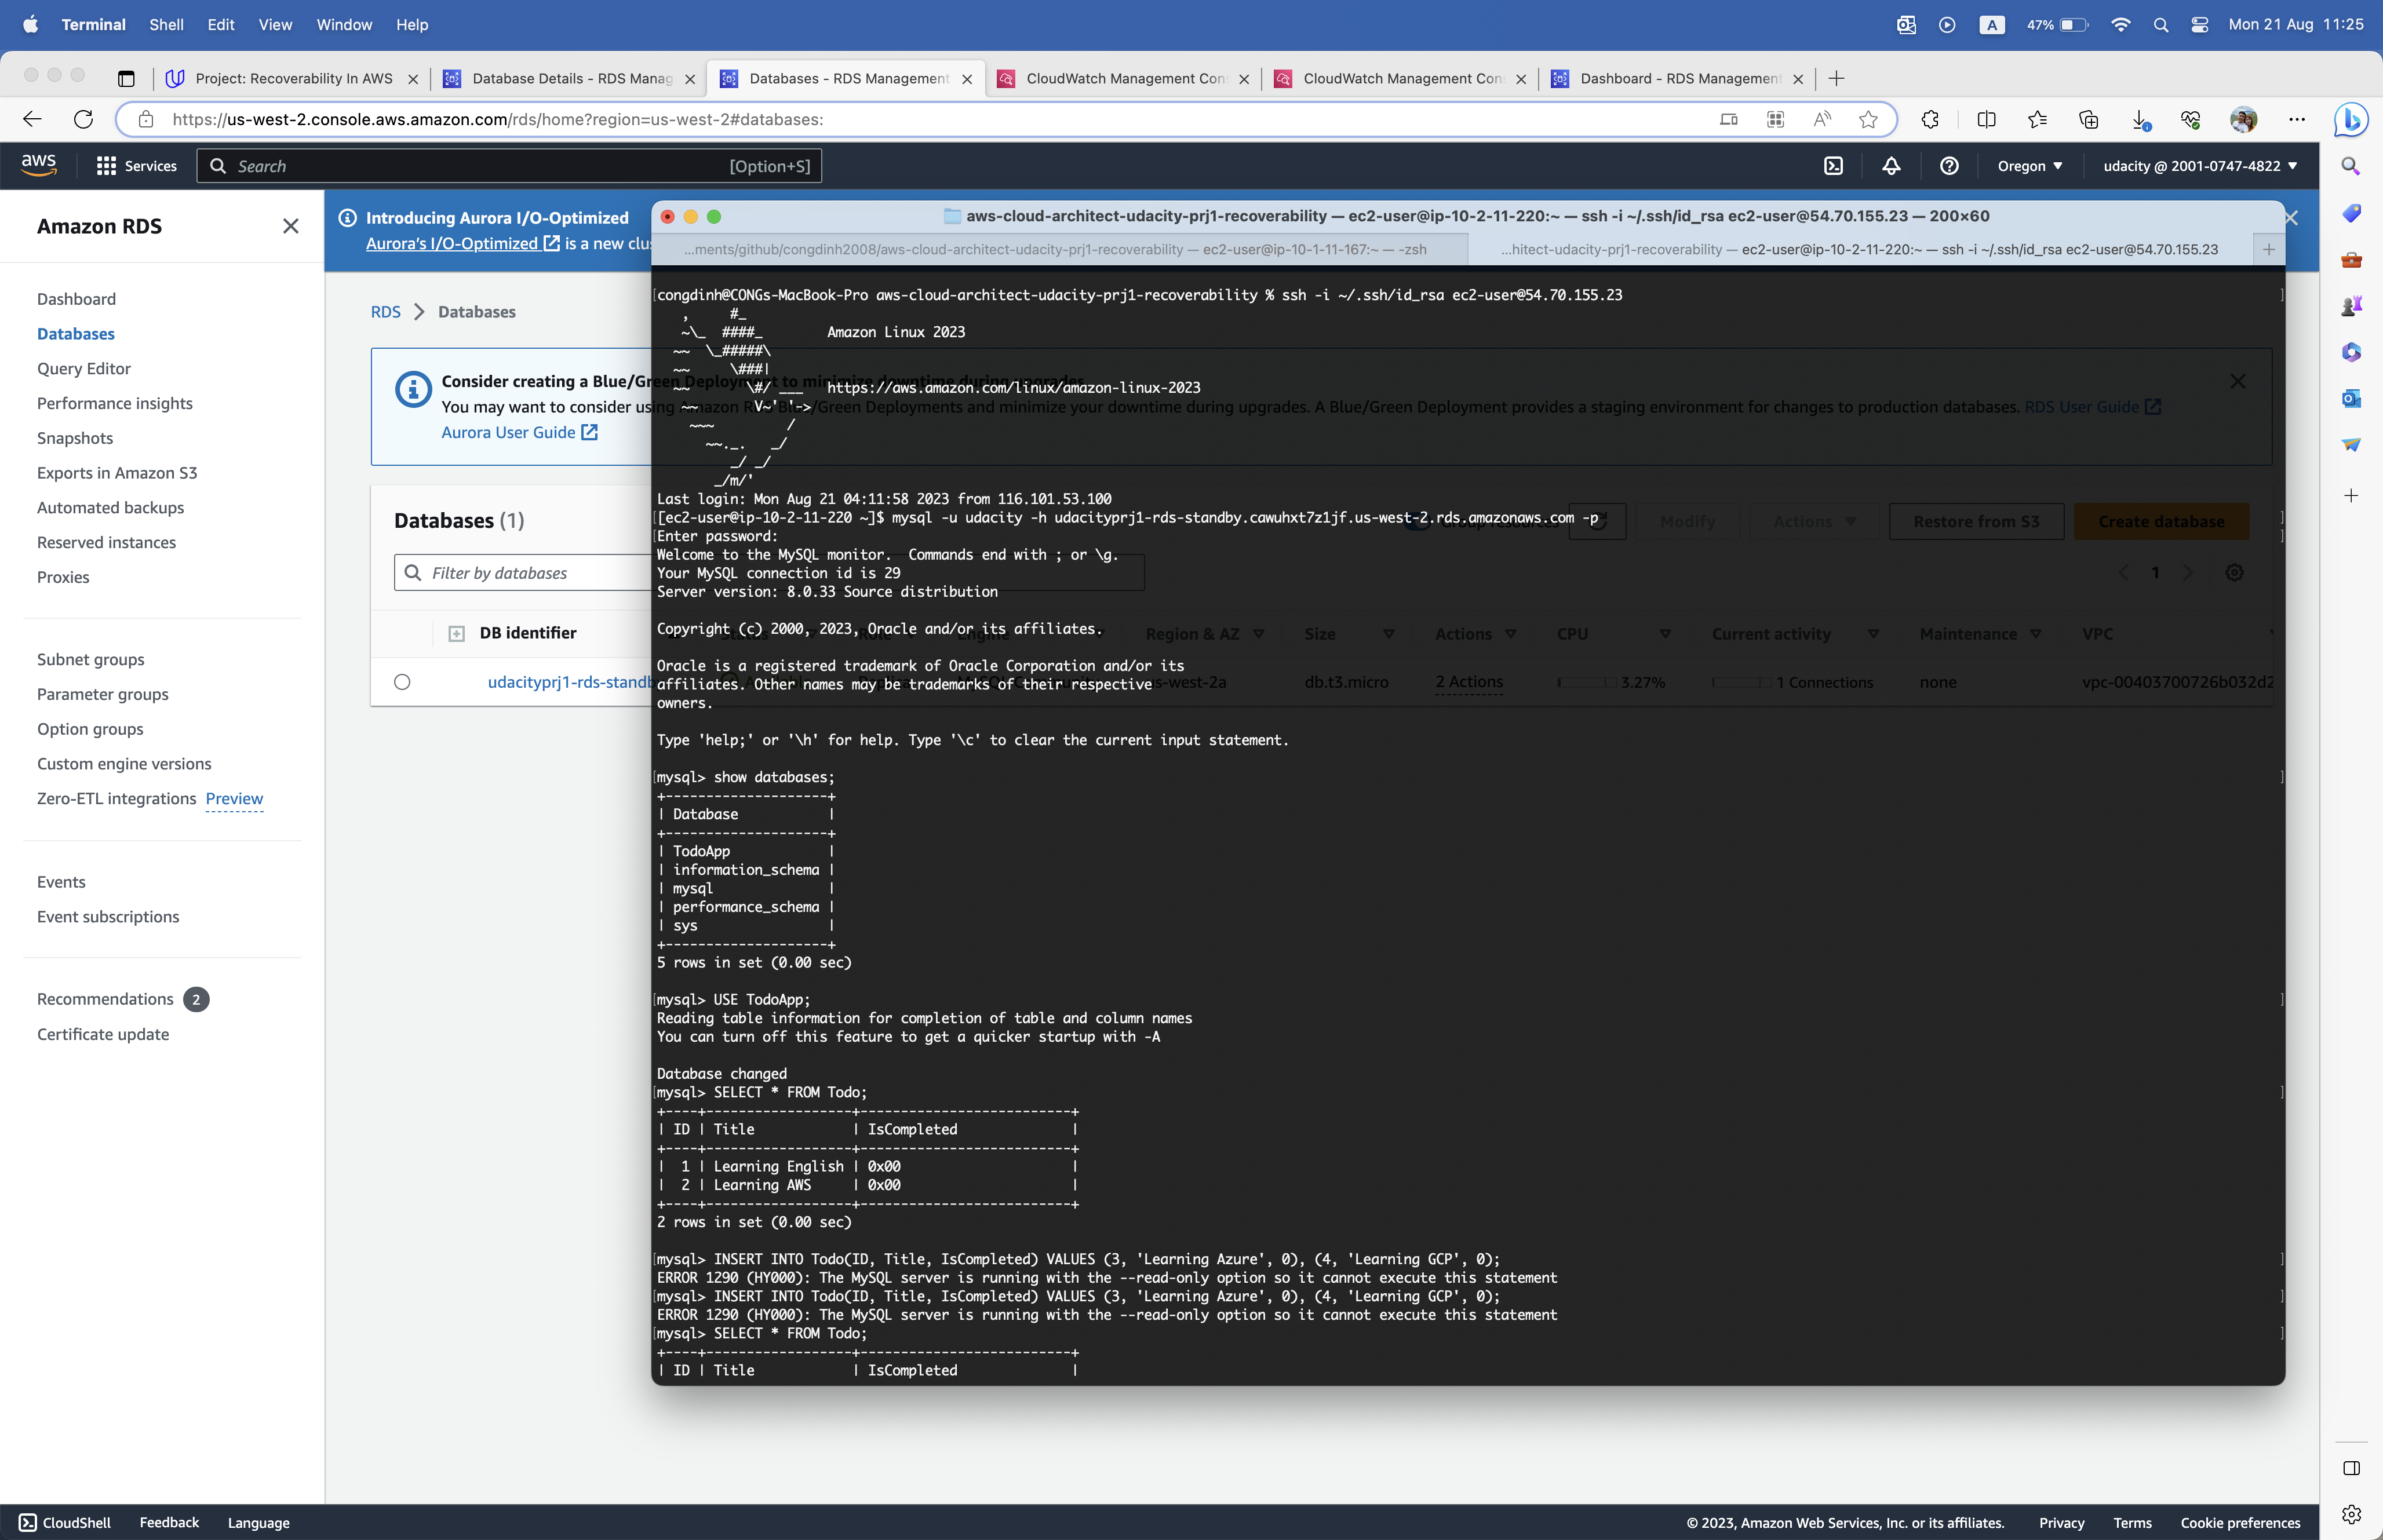 Terminal Shell Edit View Window Help
A 47% Mon 21 Aug 11:25
Project: Recoverability In AWS
Database Details - RDS Manag
Databases - RDS Management
CloudWatch Management Con
CloudWatch Management Con
Dashboard - RDS Management
https://us-west-2.console.aws.amazon.com/rds/home?region=us-west-2#databases:
aws Services Search [Option+S] Oregon udacity @ 2001-0747-4822
Amazon RDS
Dashboard
Databases
Query Editor
Performance insights
Snapshots
Exports in Amazon S3
Automated backups
Reserved instances
Proxies
Subnet groups
Parameter groups
Option groups
Custom engine versions
Zero-ETL integrations Preview
Events
Event subscriptions
Recommendations 2
Certificate update
Introducing Aurora I/O-Optimized
Aurora's I/O-Optimized is a new clu
RDS > Databases
Consider creating a Blue/Green Deployment to minimize downtime during upgrades
You may want to consider using Amazon RDS Blue/Green Deployments and minimize your downtime during upgrades. A Blue/Green Deployment provides a staging environment for changes to production databases. RDS User Guide
Aurora User Guide
Databases (1)
Group resources Modify Actions Restore from S3 Create database
Filter by databases
1
DB identifier Region & AZ Size Actions CPU Current activity Maintenance VPC
udacityprj1-rds-standb us-west-2a db.t3.micro 2 Actions 3.27% 1 Connections none vpc-00403700726b032d2
aws-cloud-architect-udacity-prj1-recoverability — ec2-user@ip-10-2-11-220:~ — ssh -i ~/.ssh/id_rsa ec2-user@54.70.155.23 — 200×60
...ments/github/congdinh2008/aws-cloud-architect-udacity-prj1-recoverability — ec2-user@ip-10-1-11-167:~ — -zsh
...hitect-udacity-prj1-recoverability — ec2-user@ip-10-2-11-220:~ — ssh -i ~/.ssh/id_rsa ec2-user@54.70.155.23
[congdinh@CONGs-MacBook-Pro aws-cloud-architect-udacity-prj1-recoverability % ssh -i ~/.ssh/id_rsa ec2-user@54.70.155.23 ]
   ,     #_
   ~\_  ####_        Amazon Linux 2023
  ~~  \_#####\
  ~~     \###|
  ~~       \#/ ___   https://aws.amazon.com/linux/amazon-linux-2023
   ~~       V~' '->
    ~~~         /
      ~~._.   _/
         _/ _/
       _/m/'
Last login: Mon Aug 21 04:11:58 2023 from 116.101.53.100
[[ec2-user@ip-10-2-11-220 ~]$ mysql -u udacity -h udacityprj1-rds-standby.cawuhxt7z1jf.us-west-2.rds.amazonaws.com -p ]
[Enter password: ]
Welcome to the MySQL monitor.  Commands end with ; or \g.
Your MySQL connection id is 29
Server version: 8.0.33 Source distribution
Copyright (c) 2000, 2023, Oracle and/or its affiliates.
Oracle is a registered trademark of Oracle Corporation and/or its
affiliates. Other names may be trademarks of their respective
owners.
Type 'help;' or '\h' for help. Type '\c' to clear the current input statement.
[mysql> show databases; ]
+--------------------+
| Database           |
+--------------------+
| TodoApp            |
| information_schema |
| mysql              |
| performance_schema |
| sys                |
+--------------------+
5 rows in set (0.00 sec)
[mysql> USE TodoApp; ]
Reading table information for completion of table and column names
You can turn off this feature to get a quicker startup with -A
Database changed
[mysql> SELECT * FROM Todo; ]
+----+------------------+--------------------------+
| ID | Title            | IsCompleted              |
+----+------------------+--------------------------+
|  1 | Learning English | 0x00                     |
|  2 | Learning AWS     | 0x00                     |
+----+------------------+--------------------------+
2 rows in set (0.00 sec)
[mysql> INSERT INTO Todo(ID, Title, IsCompleted) VALUES (3, 'Learning Azure', 0), (4, 'Learning GCP', 0); ]
ERROR 1290 (HY000): The MySQL server is running with the --read-only option so it cannot execute this statement
[mysql> INSERT INTO Todo(ID, Title, IsCompleted) VALUES (3, 'Learning Azure', 0), (4, 'Learning GCP', 0); ]
ERROR 1290 (HY000): The MySQL server is running with the --read-only option so it cannot execute this statement
[mysql> SELECT * FROM Todo; ]
+----+------------------+--------------------------+
| ID | Title            | IsCompleted              |
CloudShell Feedback Language © 2023, Amazon Web Services, Inc. or its affiliates. Privacy Terms Cookie preferences